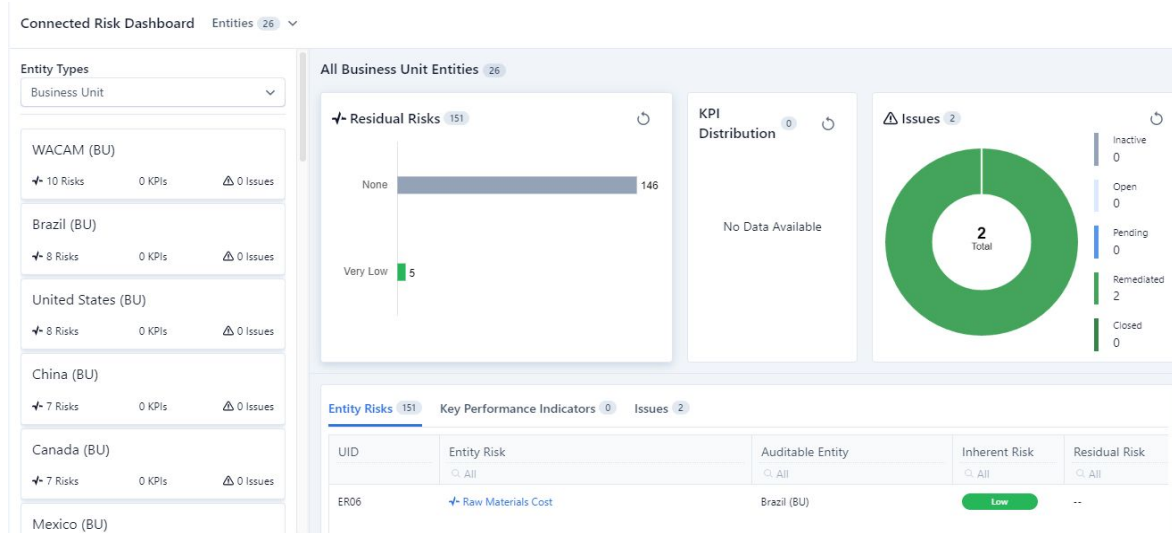 Connected Risk Dashboard Entities 26
Entity Types
Business Unit
WACAM (BU)
10 Risks 0 KPIs 0 Issues
Brazil (BU)
8 Risks 0 KPIs 0 Issues
United States (BU)
8 Risks 0 KPIs 0 Issues
China (BU)
7 Risks 0 KPIs 0 Issues
Canada (BU)
7 Risks 0 KPIs 0 Issues
Mexico (BU)
All Business Unit Entities 26
Residual Risks 151
None 146
Very Low 5
KPI
Distribution 0
No Data Available
Issues 2
2
Total
Inactive
0
Open
0
Pending
0
Remediated
2
Closed
0
Entity Risks 151 Key Performance Indicators 0 Issues 2
UID Entity Risk Auditable Entity Inherent Risk Residual Risk
All All All All
ER06 Raw Materials Cost Brazil (BU) Low --